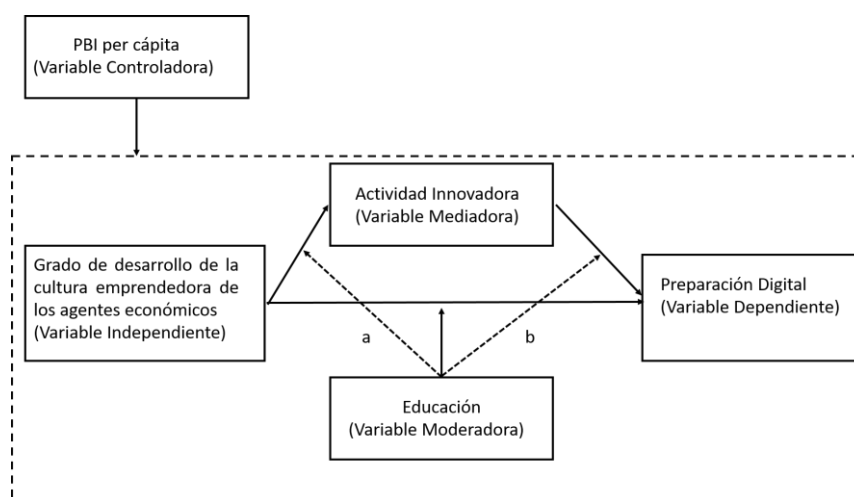 PBI per cápita
(Variable Controladora)
Actividad Innovadora
(Variable Mediadora)
Grado de desarrollo de la
cultura emprendedora de
los agentes económicos
(Variable Independiente)
Preparación Digital
(Variable Dependiente)
a
b
Educación
(Variable Moderadora)